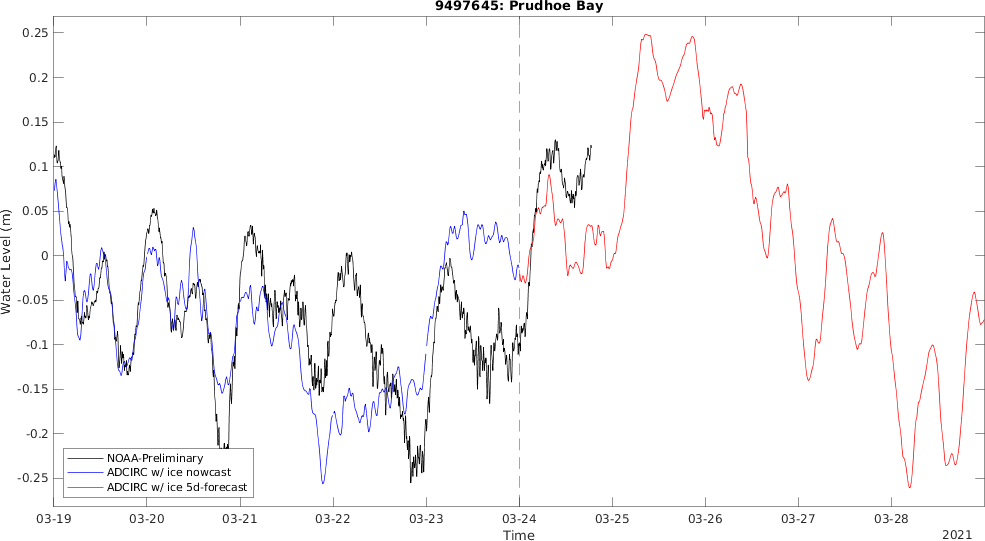 9497645: Prudhoe Bay
0.25
0.2
0.15
0.1
0.05
0
-0.05
-0.1
-0.15
-0.2
-0.25
Water Level (m)
NOAA-Preliminary
ADCIRC w/ ice nowcast
ADCIRC w/ ice 5d-forecast
03-19 03-20 03-21 03-22 03-23 03-24 03-25 03-26 03-27 03-28
Time
2021